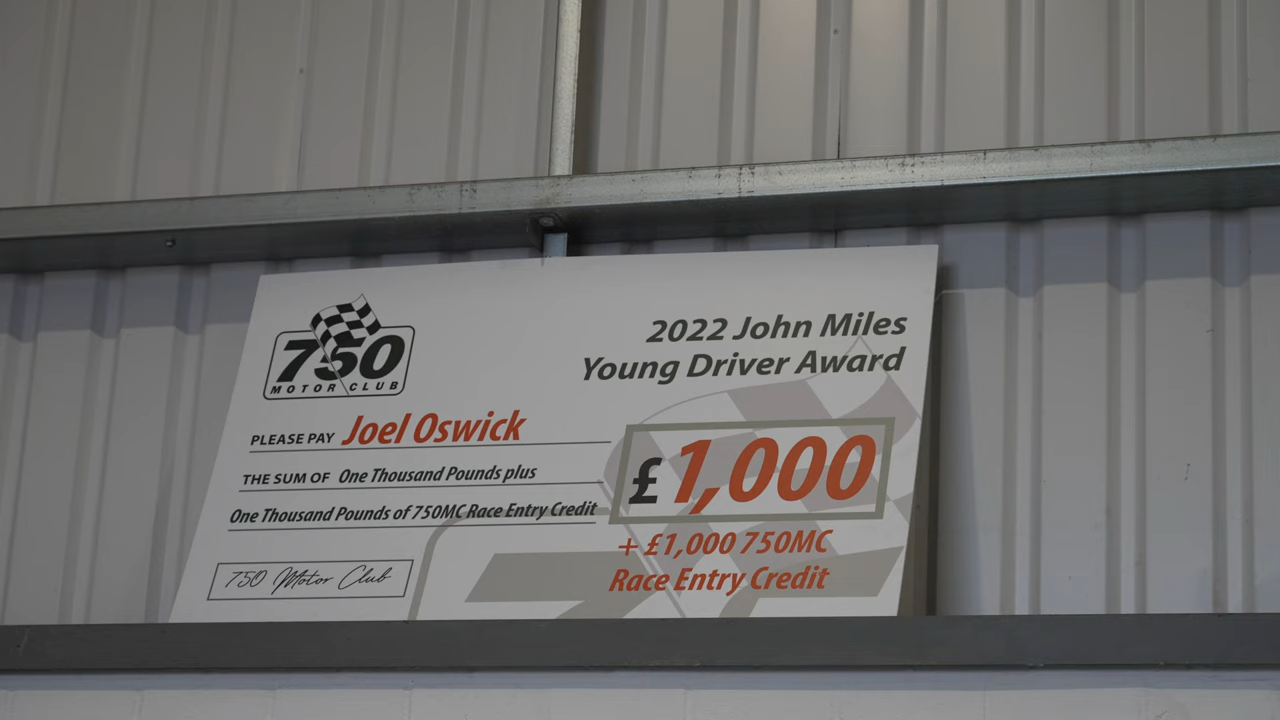 750
MOTOR CLUB
2022 John Miles
Young Driver Award
PLEASE PAY Joel Oswick
THE SUM OF One Thousand Pounds plus
One Thousand Pounds of 750MC Race Entry Credit
£1,000
+ £1,000 750MC
Race Entry Credit
750 Motor Club